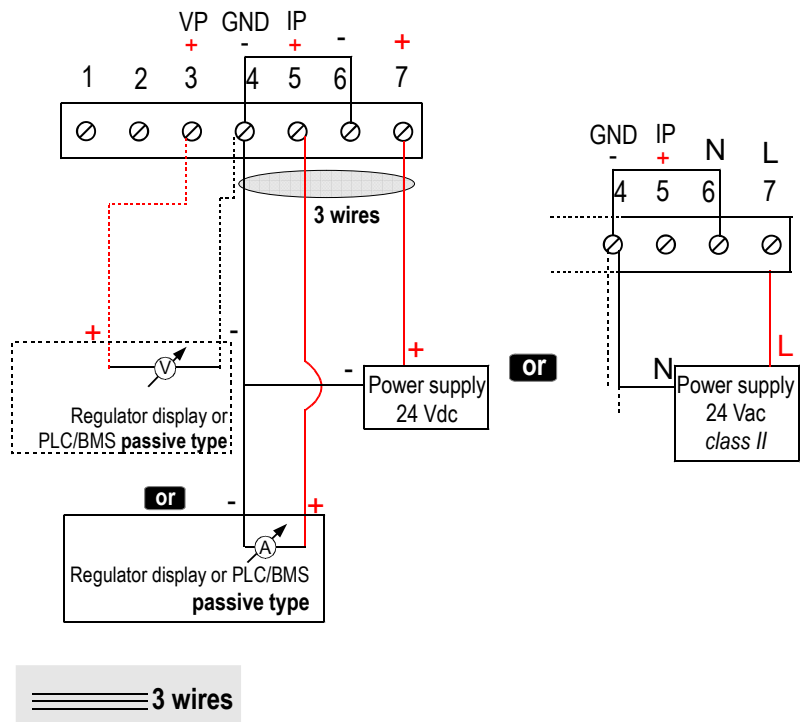 VP GND IP
+ - + - +
1 2 3 4 5 6 7
3 wires
+ -
V
Regulator display or
PLC/BMS passive type
- +
Power supply
24 Vdc
or
- +
A
Regulator display or PLC/BMS
passive type
or
GND IP N L
- +
4 5 6 7
N L
Power supply
24 Vac
class II
3 wires